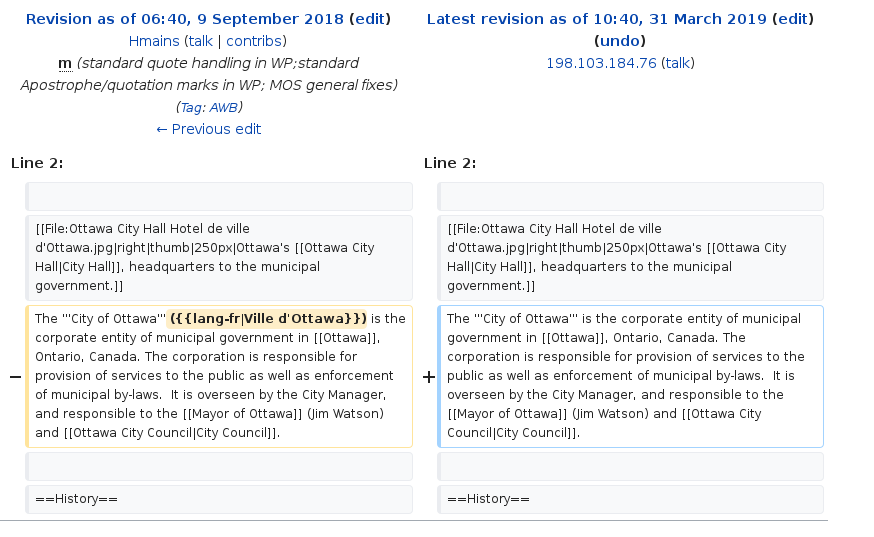 Revision as of 06:40, 9 September 2018 (edit)
Hmains (talk | contribs)
m (standard quote handling in WP;standard
Apostrophe/quotation marks in WP; MOS general fixes)
(Tag: AWB)
← Previous edit
Latest revision as of 10:40, 31 March 2019 (edit)
(undo)
198.103.184.76 (talk)
Line 2:
Line 2:
[[File:Ottawa City Hall Hotel de ville
d'Ottawa.jpg|right|thumb|250px|Ottawa's [[Ottawa City
Hall|City Hall]], headquarters to the municipal
government.]]
[[File:Ottawa City Hall Hotel de ville
d'Ottawa.jpg|right|thumb|250px|Ottawa's [[Ottawa City
Hall|City Hall]], headquarters to the municipal
government.]]
−
The '''City of Ottawa''' ({{lang-fr|Ville d'Ottawa}}) is the
corporate entity of municipal government in [[Ottawa]],
Ontario, Canada. The corporation is responsible for
provision of services to the public as well as enforcement
of municipal by-laws.  It is overseen by the City Manager,
and responsible to the [[Mayor of Ottawa]] (Jim Watson)
and [[Ottawa City Council|City Council]].
+
The '''City of Ottawa''' is the corporate entity of municipal
government in [[Ottawa]], Ontario, Canada. The
corporation is responsible for provision of services to the
public as well as enforcement of municipal by-laws.  It is
overseen by the City Manager, and responsible to the
[[Mayor of Ottawa]] (Jim Watson) and [[Ottawa City
Council|City Council]].
==History==
==History==